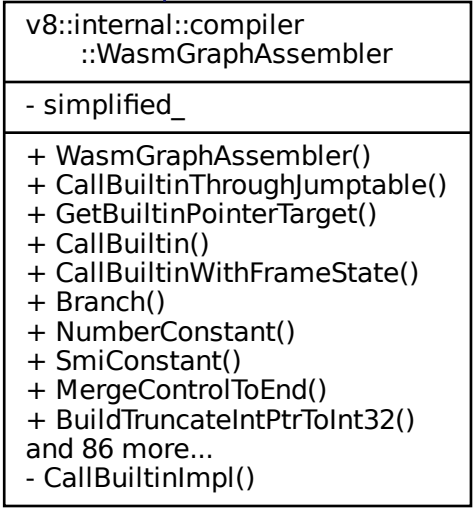 v8::internal::compiler
::WasmGraphAssembler
- simplified_
+ WasmGraphAssembler()
+ CallBuiltinThroughJumptable()
+ GetBuiltinPointerTarget()
+ CallBuiltin()
+ CallBuiltinWithFrameState()
+ Branch()
+ NumberConstant()
+ SmiConstant()
+ MergeControlToEnd()
+ BuildTruncateIntPtrToInt32()
and 86 more...
- CallBuiltinImpl()